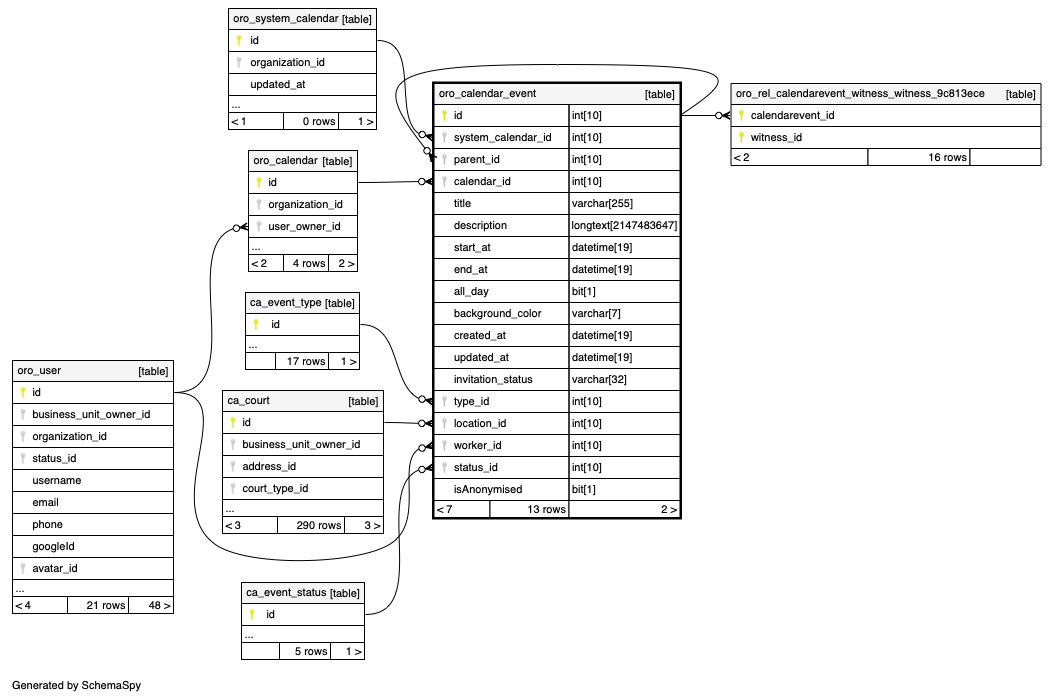 oro_system_calendar [table]
id
organization_id
updated_at
...
< 1 0 rows 1 >
oro_calendar [table]
id
organization_id
user_owner_id
...
< 2 4 rows 2 >
ca_event_type [table]
id
...
17 rows 1 >
oro_user [table]
id
business_unit_owner_id
organization_id
status_id
username
email
phone
googleId
avatar_id
...
< 4 21 rows 48 >
ca_court [table]
id
business_unit_owner_id
address_id
court_type_id
...
< 3 290 rows 3 >
ca_event_status [table]
id
...
5 rows 1 >
oro_calendar_event [table]
id int[10]
system_calendar_id int[10]
parent_id int[10]
calendar_id int[10]
title varchar[255]
description longtext[2147483647]
start_at datetime[19]
end_at datetime[19]
all_day bit[1]
background_color varchar[7]
created_at datetime[19]
updated_at datetime[19]
invitation_status varchar[32]
type_id int[10]
location_id int[10]
worker_id int[10]
status_id int[10]
isAnonymised bit[1]
< 7 13 rows 2 >
oro_rel_calendarevent_witness_witness_9c813ece [table]
calendarevent_id
witness_id
< 2 16 rows
Generated by SchemaSpy